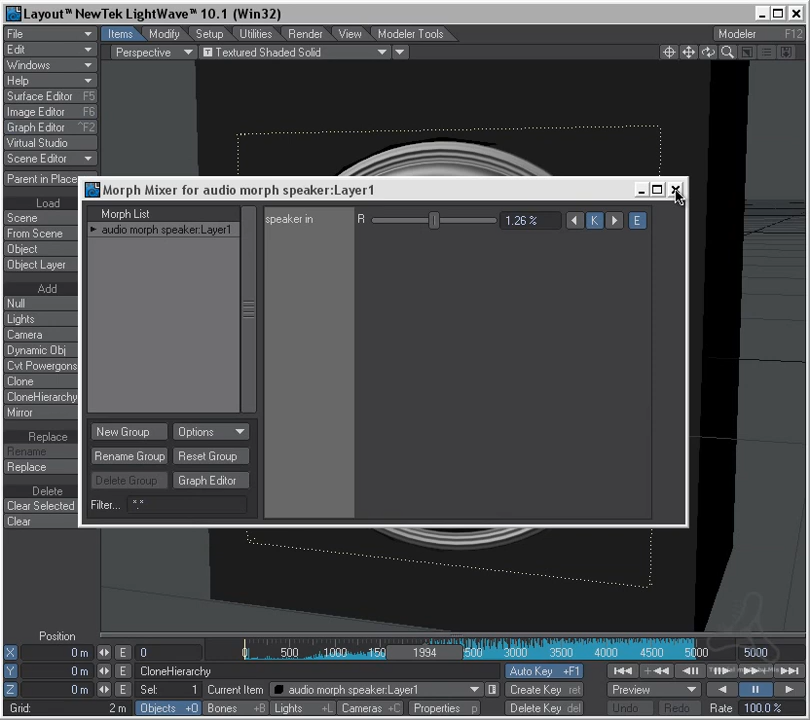 Layout™ NewTek LightWave™ 10.1 (Win32)
File Items Modify Setup Utilities Render View Modeler Tools Modeler F12
Edit Perspective T Textured Shaded Solid
Windows
Help
Surface Editor F5
Image Editor F6
Graph Editor ^F2
Virtual Studio
Scene Editor
Parent in Place
Load
Scene
From Scene
Object
Object Layer
Add
Null
Lights
Camera
Dynamic Obj
Cvt Powergons
Clone
CloneHierarchy
Mirror
Replace
Rename
Replace
Delete
Clear Selected
Clear
Morph Mixer for audio morph speaker:Layer1
Morph List
audio morph speaker:Layer1
speaker in R 1.26 % K E
New Group Options
Rename Group Reset Group
Delete Group Graph Editor
Filter... *.*
Position
X 0 m E 0 0 500 1000 1500 1994 2500 3000 3500 4000 4500 5000 5000
Y 0 m E CloneHierarchy Auto Key +F1
Z 0 m E Sel: 1 Current Item audio morph speaker:Layer1 Create Key ret Preview
Grid: 2 m Objects +O Bones +B Lights +L Cameras +C Properties p Delete Key del Undo Redo Rate 100.0 %